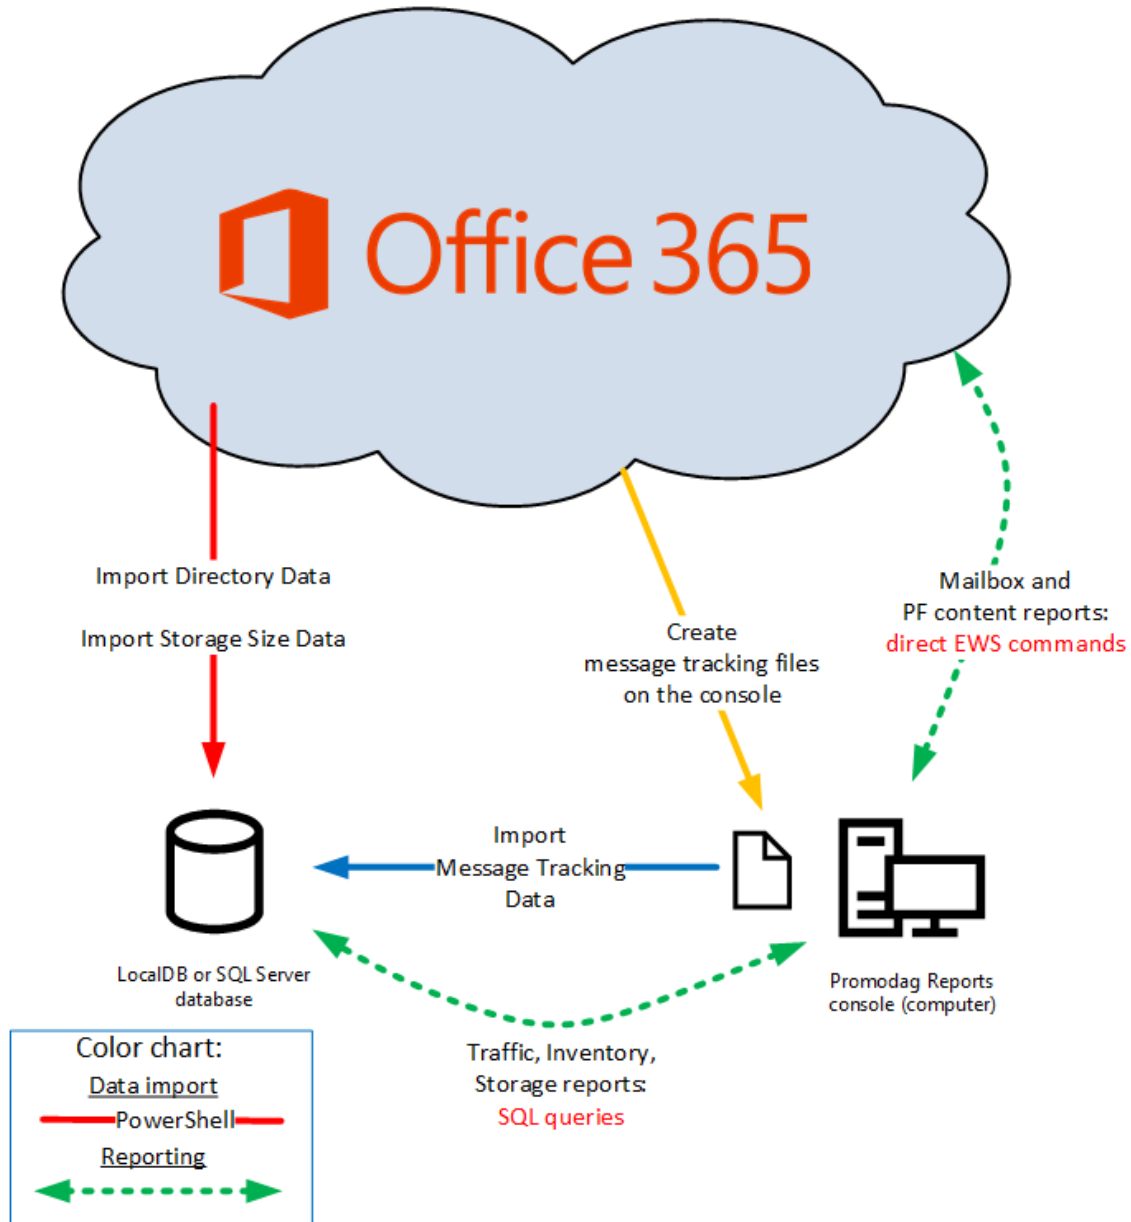 Office 365
Import Directory Data
Import Storage Size Data
Create
message tracking files
on the console
Mailbox and
PF content reports:
direct EWS commands
Import
Message Tracking
Data
LocalDB or SQL Server
database
Promodag Reports
console (computer)
Traffic, Inventory,
Storage reports:
SQL queries
Color chart:
Data import
PowerShell
Reporting